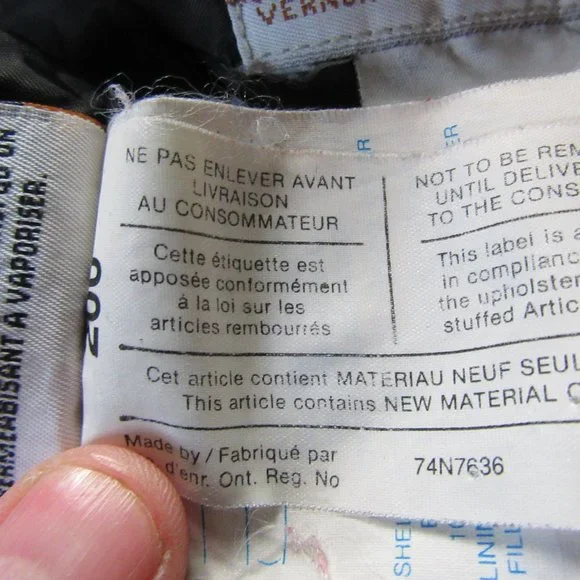 NE PAS ENLEVER AVANT
LIVRAISON
AU CONSOMMATEUR
Cette étiquette est
apposée conformément
à la loi sur les
articles rembourrés
NOT TO BE REM
UNTIL DELIVE
TO THE CONS
This label is a
in complianc
the upholster
stuffed Artic
Cet article contient MATERIAU NEUF SEUL
This article contains NEW MATERIAL O
Made by / Fabriqué par
d'enr. Ont. Reg. No 74N7636
A VAPORISER.
SHEL
LININ
FILLE